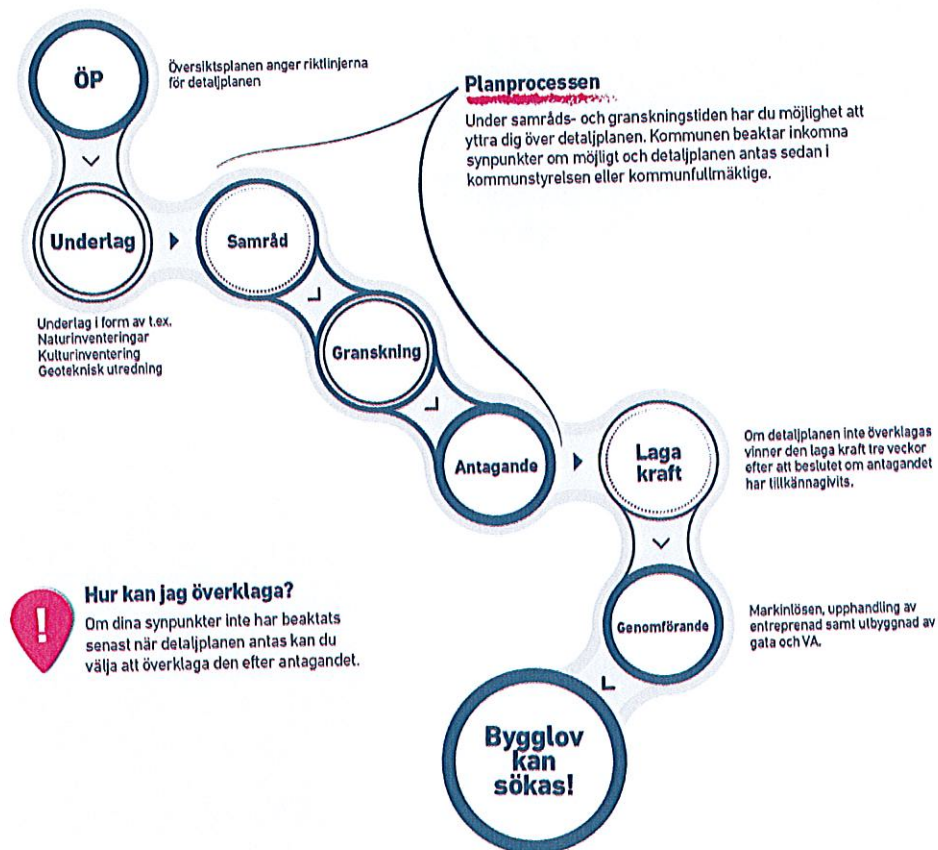 ÖP
Översiktsplanen anger riktlinjerna
för detaljplanen
Planprocessen
Under samråds- och granskningstiden har du möjlighet att
yttra dig över detaljplanen. Kommunen beaktar inkomna
synpunkter om möjligt och detaljplanen antas sedan i
kommunstyrelsen eller kommunfullmäktige.
Underlag
Samråd
Underlag i form av t.ex.
Naturinventeringar
Kulturinventering
Geoteknisk utredning
Granskning
Antagande
Laga
kraft
Om detaljplanen inte överklagas
vinner den laga kraft tre veckor
efter att beslutet om antagandet
har tillkännagivits.
!
Hur kan jag överklaga?
Om dina synpunkter inte har beaktats
senast när detaljplanen antas kan du
välja att överklaga den efter antagandet.
Genomförande
Markinlösen, upphandling av
entreprenad samt utbyggnad av
gata och VA.
Bygglov
kan
sökas!